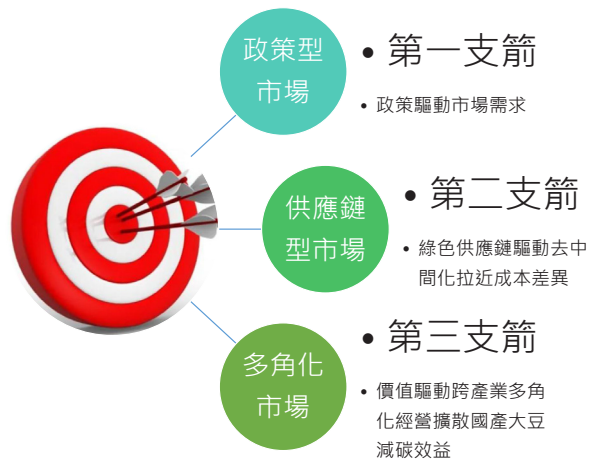 政策型
市場
• 第一支箭
• 政策驅動市場需求
供應鏈
型市場
• 第二支箭
• 綠色供應鏈驅動去中
間化拉近成本差異
多角化
市場
• 第三支箭
• 價值驅動跨產業多角
化經營擴散國產大豆
減碳效益